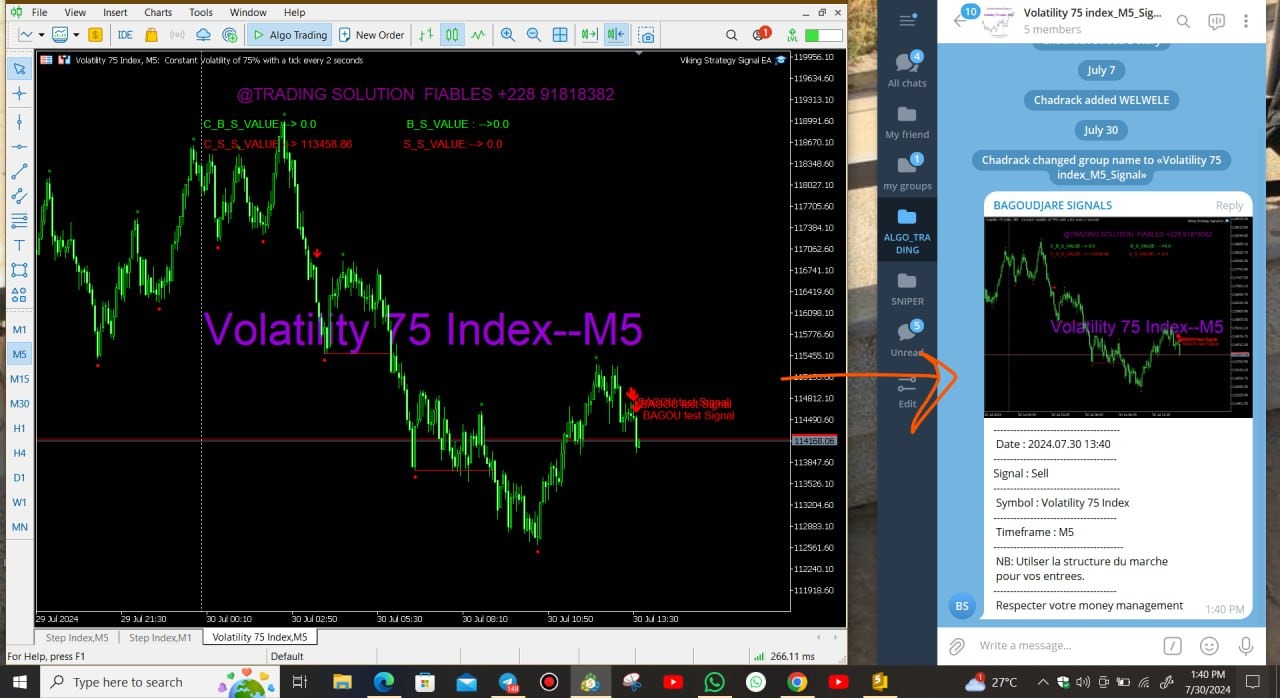 File View Insert Charts Tools Window Help
IDE Algo Trading New Order 1 LVL
Volatility 75 Index, M5: Constant Volatility of 75% with a tick every 2 seconds
Viking Strategy Signal EA
@TRADING SOLUTION FIABLES +228 91818382
C_B_S_VALUE --> 0.0
B_S_VALUE : -->0.0
C_S_S_VALUE --> 113458.86
S_S_VALUE:--> 0.0
Volatility 75 Index--M5
BAGOU test Signal
M1
M5
M15
M30
H1
H4
D1
W1
MN
119956.10
119634.60
119313.10
118991.60
118670.10
118348.60
118027.10
117705.60
117384.10
117062.60
116741.10
116419.60
116098.10
115776.60
115455.10
114812.10
114490.60
114168.06
113847.60
113526.10
113204.60
112883.10
112561.60
112240.10
111918.60
29 Jul 2024 29 Jul 21:30 30 Jul 00:10 30 Jul 02:50 30 Jul 05:30 30 Jul 08:10 30 Jul 10:50 30 Jul 13:30
Step Index,M5 Step Index,M1 Volatility 75 Index,M5
For Help, press F1 Default 266.11 ms
4
All chats
My friend
1
my groups
ALGO_TRA
DING
SNIPER
5
Unread
Edit
10
Volatility 75 index_M5_Sig...
5 members
July 7
Chadrack added WELWELE
July 30
Chadrack changed group name to «Volatility 75
index_M5_Signal»
BAGOUDJARE SIGNALS Reply
@TRADING SOLUTION FIABLES +228 91818382
Volatility 75 Index--M5
--------------------------------
Date : 2024.07.30 13:40
-------------------------------
Signal : Sell
--------------------------------
Symbol : Volatility 75 Index
-------------------------------
Timeframe : M5
---------------------------------
NB: Utilser la structure du marche
pour vos entrees.
-------------------------------
Respecter votre money management
1:40 PM
BS
Write a message...
Type here to search
27°C
1:40 PM
7/30/2024